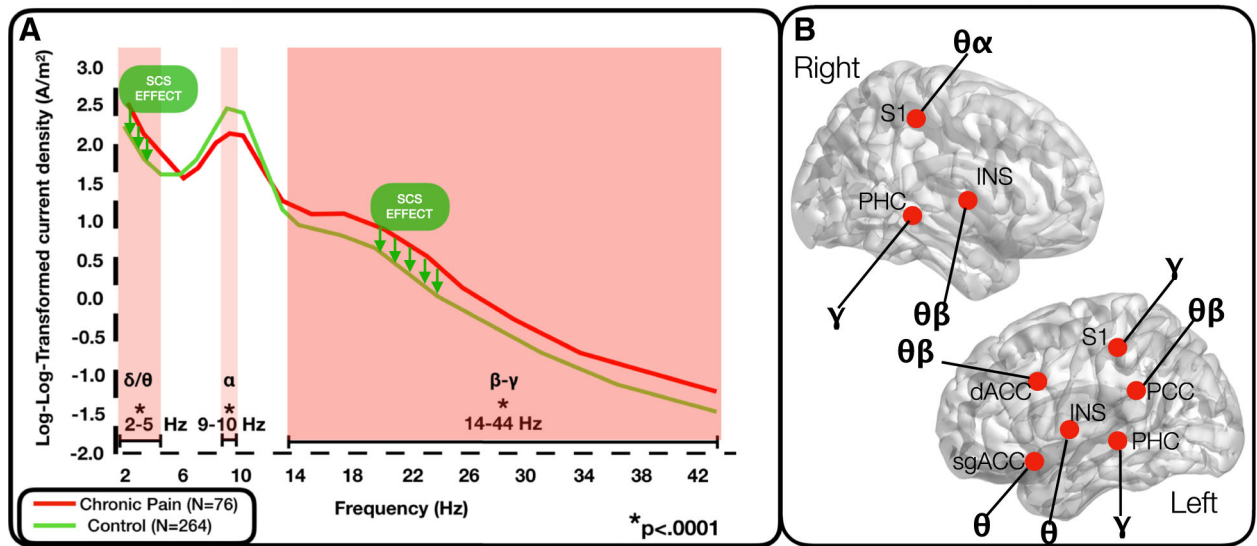 A
Log-Log-Transformed current density (A/m²)
3.0
2.5
2.0
1.5
1.0
0.5
0.0
-0.5
-1.0
-1.5
-2.0
SCS
EFFECT
SCS
EFFECT
δ/θ
*
2-5 Hz
α
*
9-10 Hz
β-γ
*
14-44 Hz
2 6 10 14 18 22 26 30 34 38 42
Frequency (Hz)
Chronic Pain (N=76)
Control (N=264)
*p<.0001
B
Right
θα
S1
INS
PHC
γ
θβ
γ
S1
θβ
θβ
dACC
PCC
INS
PHC
sgACC
θ
θ
γ
Left